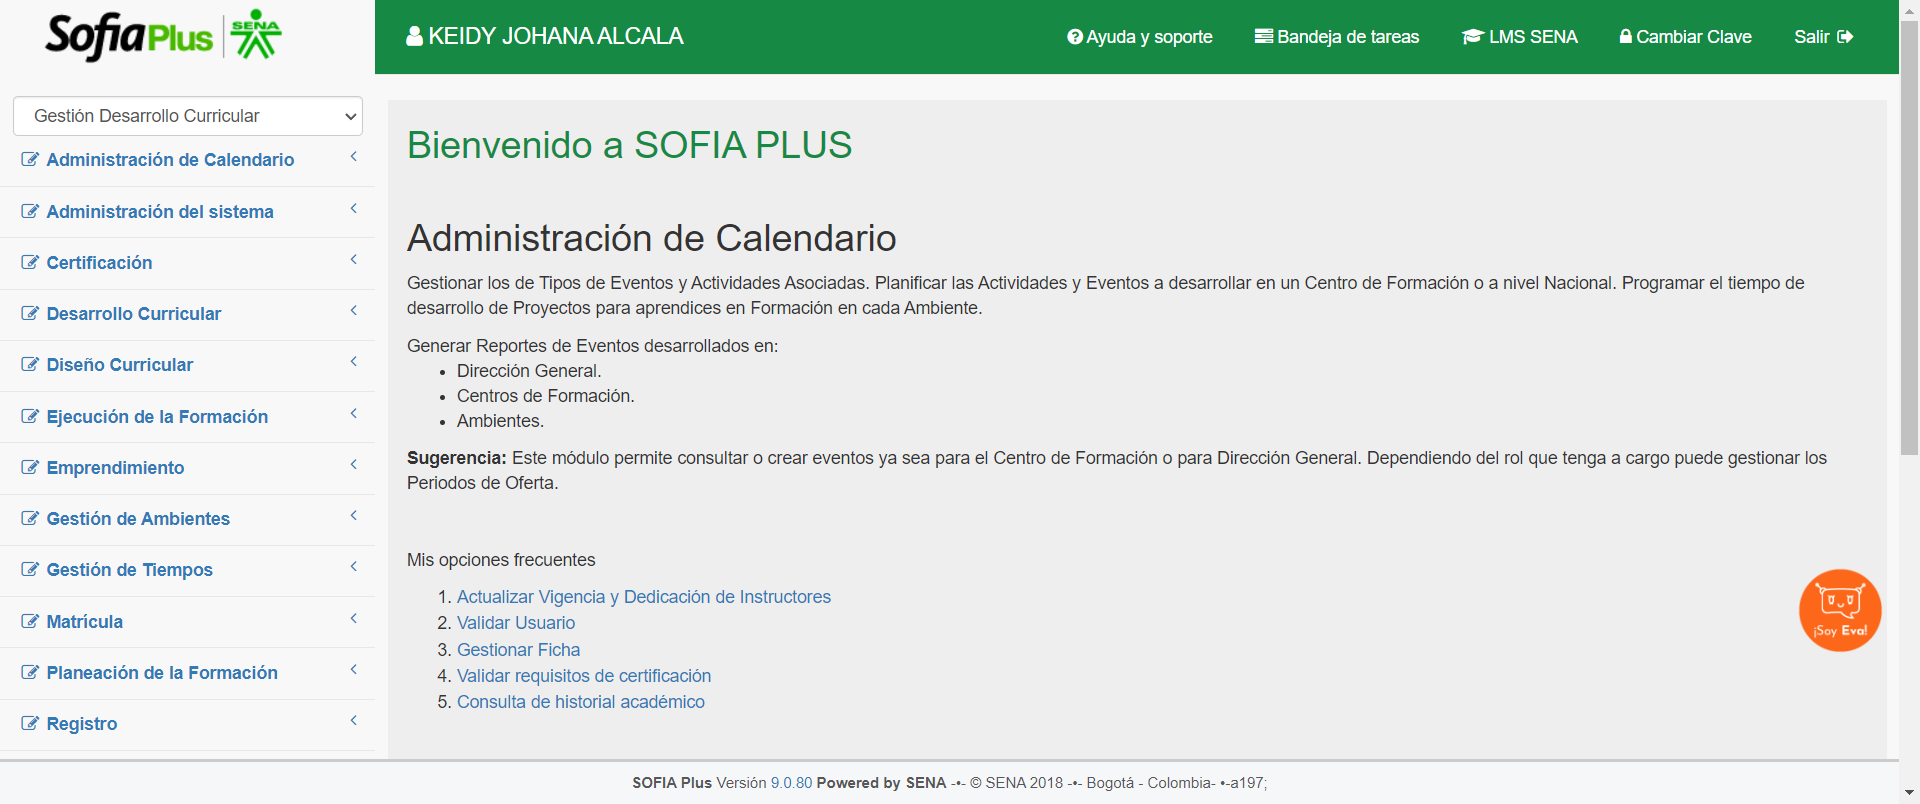 SofiaPlus SENA
KEIDY JOHANA ALCALA
Ayuda y soporte
Bandeja de tareas
LMS SENA
Cambiar Clave
Salir
Gestión Desarrollo Curricular
Administración de Calendario
Administración del sistema
Certificación
Desarrollo Curricular
Diseño Curricular
Ejecución de la Formación
Emprendimiento
Gestión de Ambientes
Gestión de Tiempos
Matrícula
Planeación de la Formación
Registro
Bienvenido a SOFIA PLUS
Administración de Calendario
Gestionar los de Tipos de Eventos y Actividades Asociadas. Planificar las Actividades y Eventos a desarrollar en un Centro de Formación o a nivel Nacional. Programar el tiempo de
desarrollo de Proyectos para aprendices en Formación en cada Ambiente.
Generar Reportes de Eventos desarrollados en:
• Dirección General.
• Centros de Formación.
• Ambientes.
Sugerencia: Este módulo permite consultar o crear eventos ya sea para el Centro de Formación o para Dirección General. Dependiendo del rol que tenga a cargo puede gestionar los
Periodos de Oferta.
Mis opciones frecuentes
1. Actualizar Vigencia y Dedicación de Instructores
2. Validar Usuario
3. Gestionar Ficha
4. Validar requisitos de certificación
5. Consulta de historial académico
¡Soy Eva!
SOFIA Plus Versión 9.0.80 Powered by SENA -•- © SENA 2018 -•- Bogotá - Colombia- •-a197;